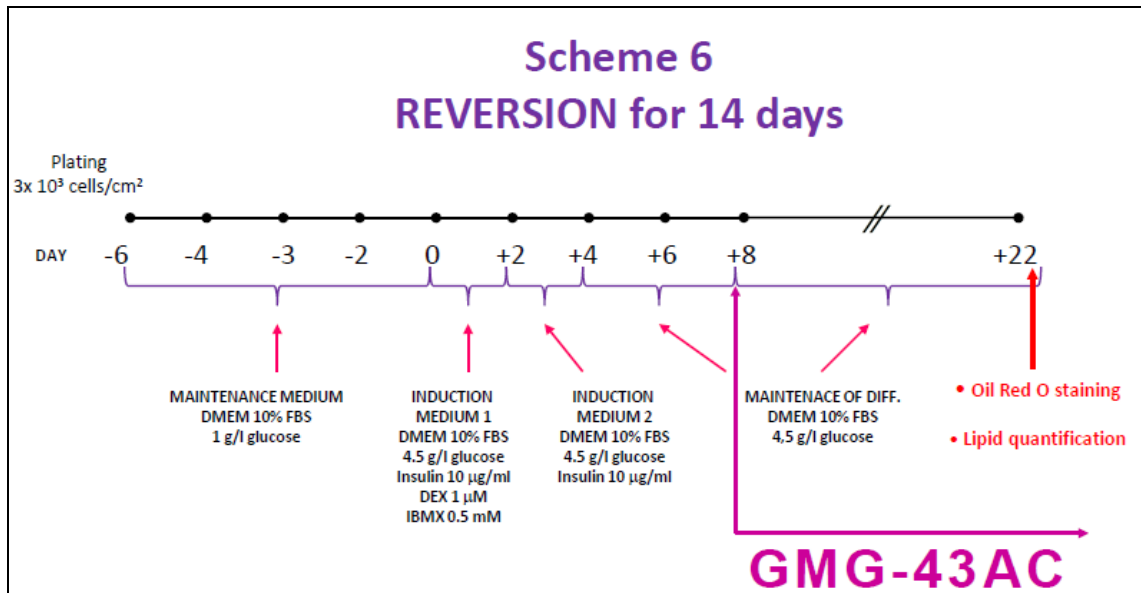 Scheme 6
REVERSION for 14 days
Plating
3x 10³ cells/cm²
DAY -6 -4 -3 -2 0 +2 +4 +6 +8 +22
MAINTENANCE MEDIUM
DMEM 10% FBS
1 g/l glucose
INDUCTION
MEDIUM 1
DMEM 10% FBS
4.5 g/l glucose
Insulin 10 µg/ml
DEX 1 µM
IBMX 0.5 mM
INDUCTION
MEDIUM 2
DMEM 10% FBS
4.5 g/l glucose
Insulin 10 µg/ml
MAINTENACE OF DIFF.
DMEM 10% FBS
4,5 g/l glucose
• Oil Red O staining
• Lipid quantification
GMG-43AC